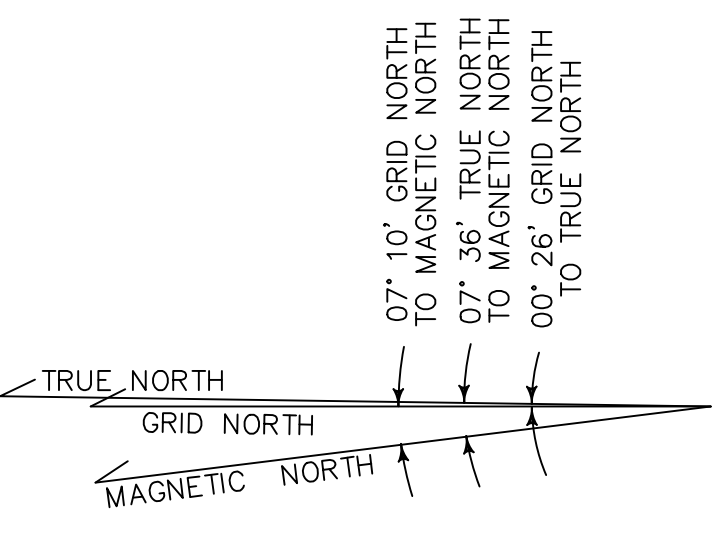 07° 10' GRID NORTH
TO MAGNETIC NORTH
07° 36' TRUE NORTH
TO MAGNETIC NORTH
00° 26' GRID NORTH
TO TRUE NORTH
TRUE NORTH
GRID NORTH
MAGNETIC NORTH